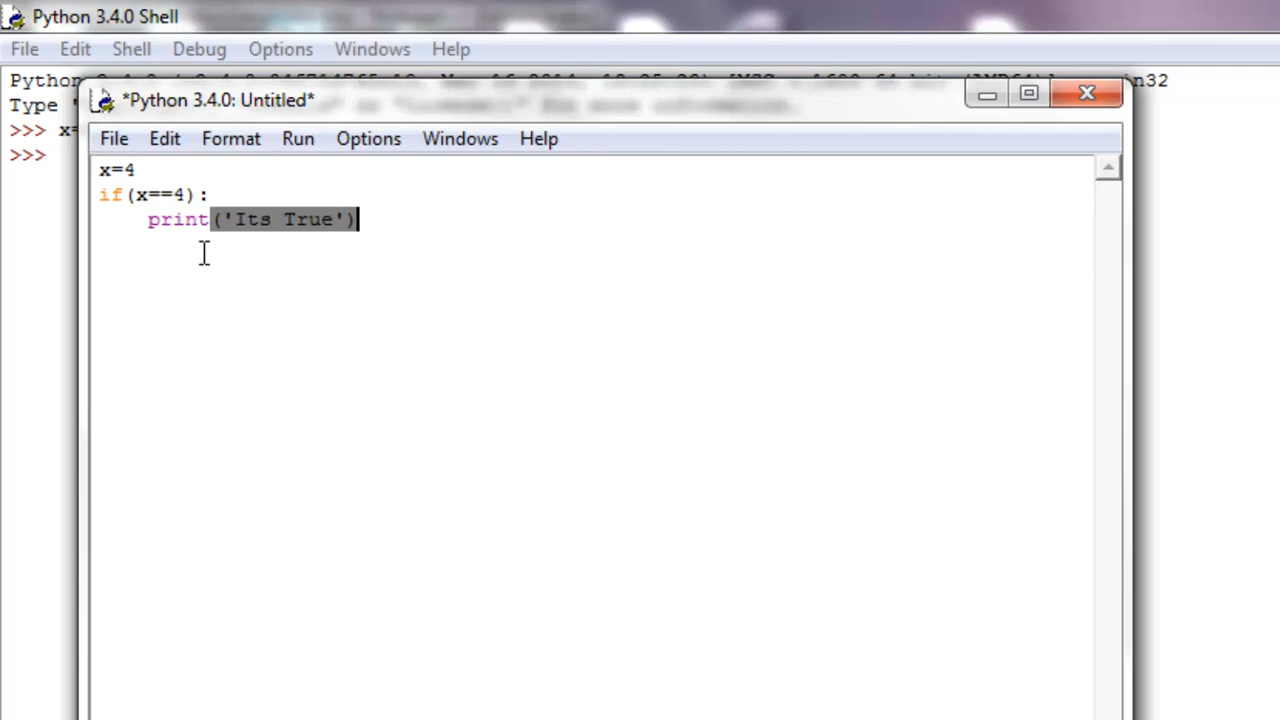 Python 3.4.0 Shell
File Edit Shell Debug Options Windows Help
Python
Type
>>> x=
>>>
*Python 3.4.0: Untitled*
File Edit Format Run Options Windows Help
x=4
if(x==4):
print('Its True')